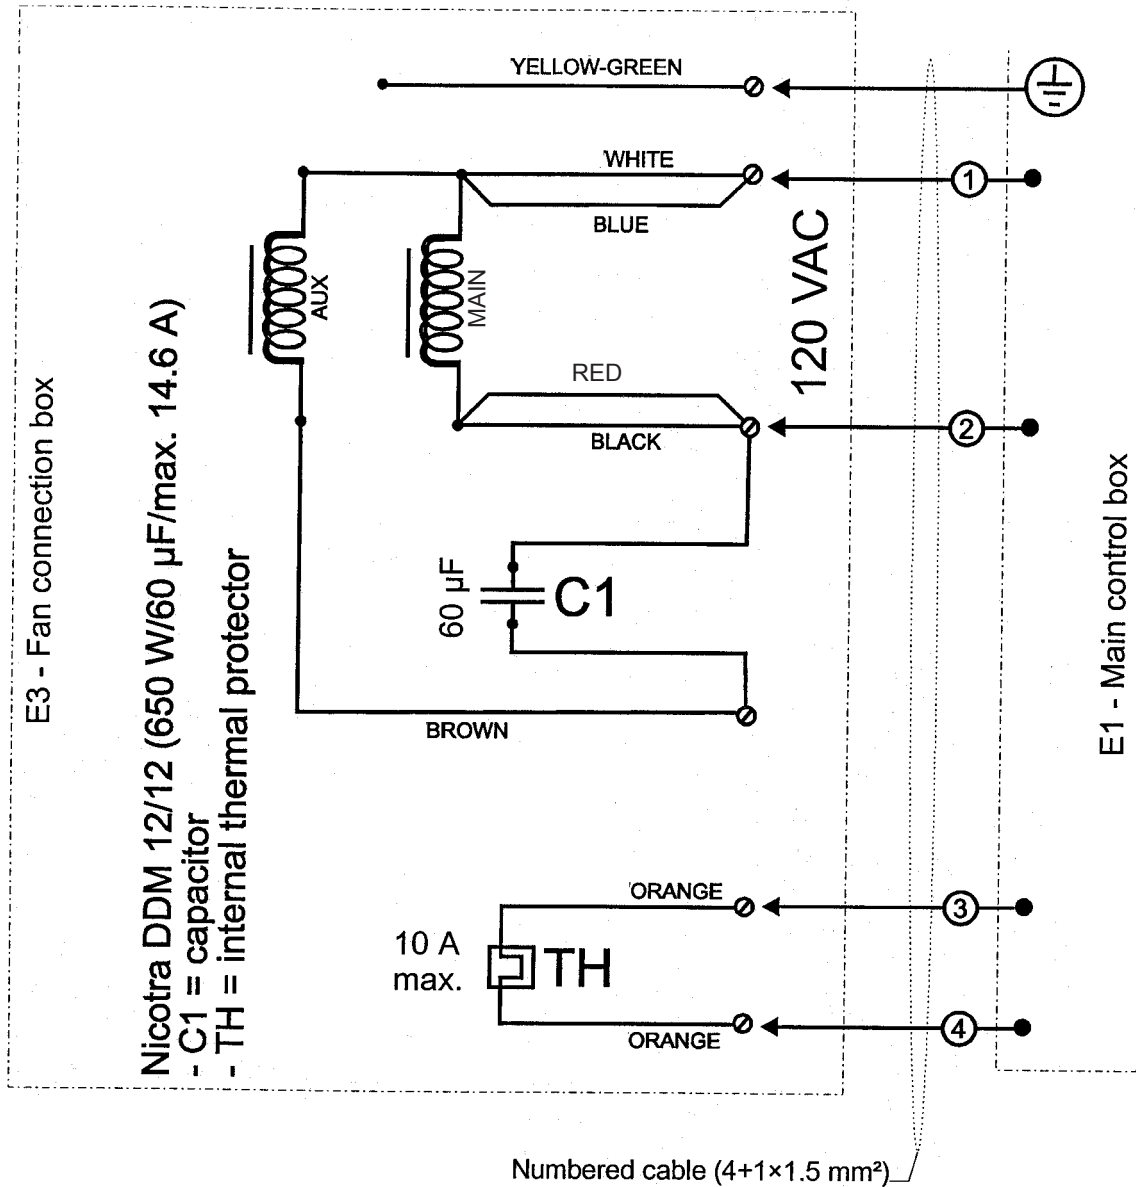 YELLOW-GREEN
WHITE
1
BLUE
AUX
MAIN
120 VAC
RED
2
BLACK
E3 - Fan connection box
Nicotra DDM 12/12 (650 W/60 µF/max. 14.6 A)
- C1 = capacitor
- TH = internal thermal protector
60 µF
C1
E1 - Main control box
BROWN
ORANGE
3
10 A
max.
TH
4
ORANGE
Numbered cable (4+1×1.5 mm²)